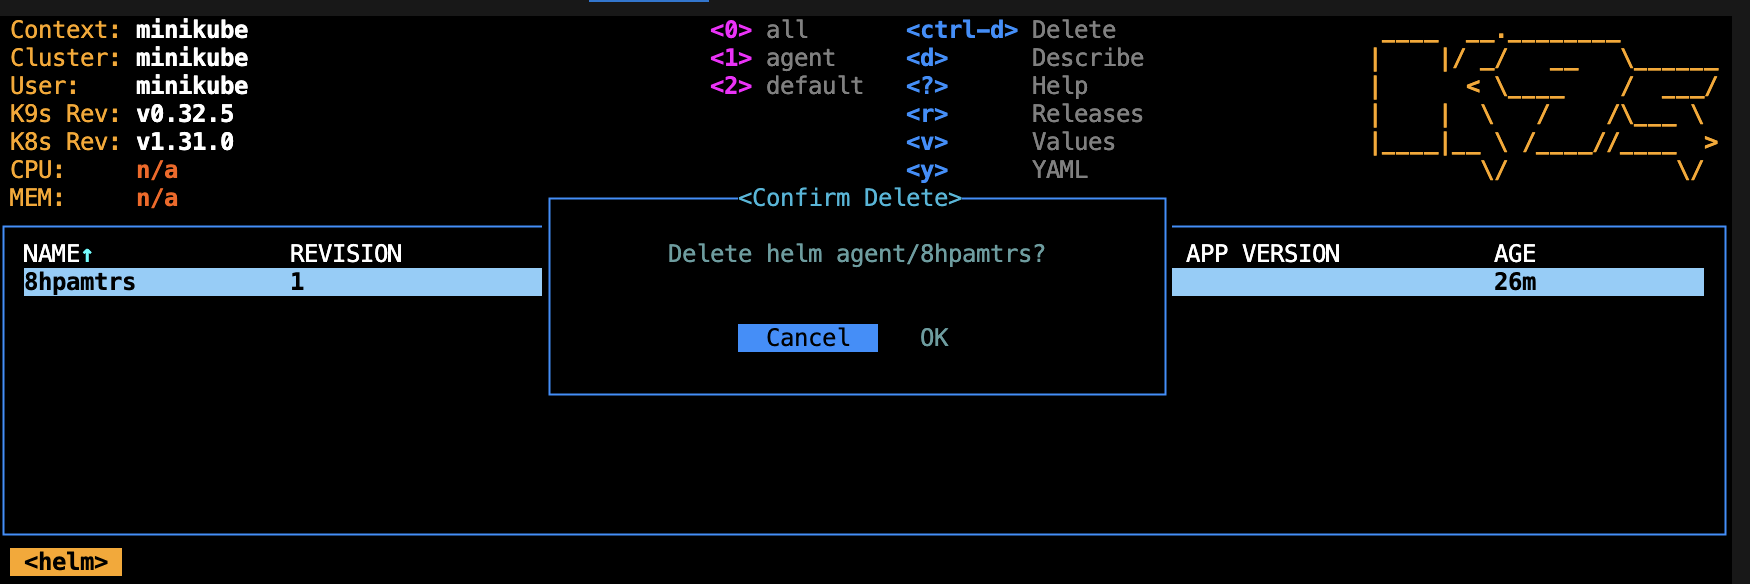 Context: minikube <0> all <ctrl-d> Delete
Cluster: minikube <1> agent <d> Describe
User: minikube <2> default <?> Help
K9s Rev: v0.32.5 <r> Releases
K8s Rev: v1.31.0 <v> Values
CPU: n/a <y> YAML
MEM: n/a
<Confirm Delete>
Delete helm agent/8hpamtrs?
Cancel OK
NAME↑ REVISION APP VERSION AGE
8hpamtrs 1 26m
<helm>